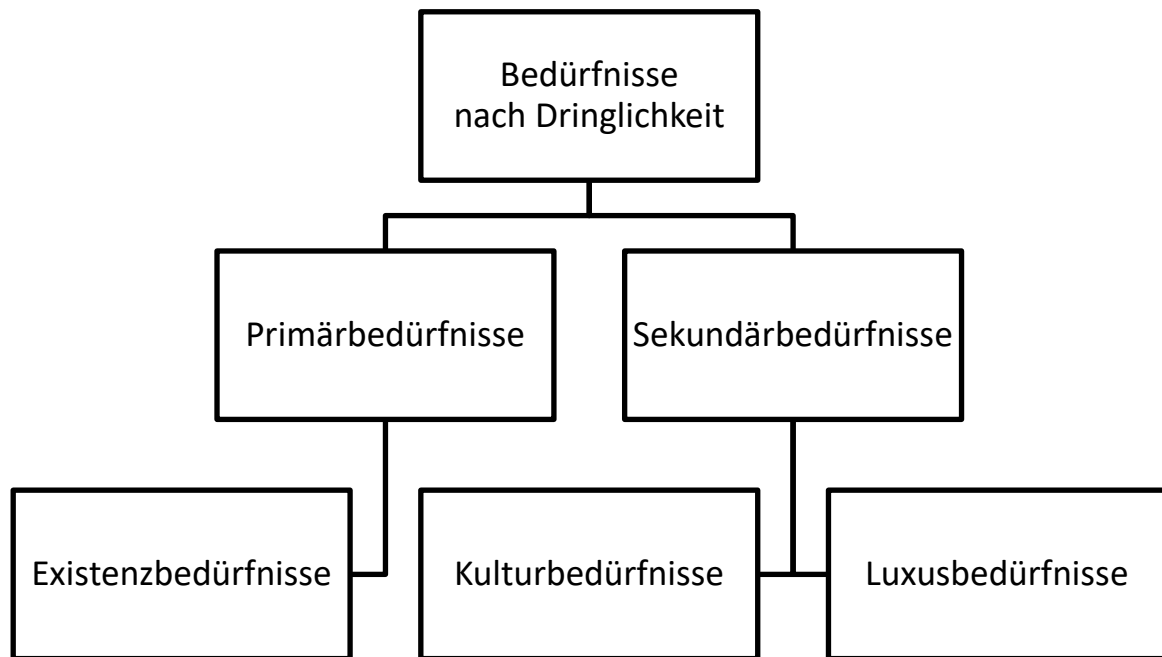 Bedürfnisse
nach Dringlichkeit
Primärbedürfnisse
Sekundärbedürfnisse
Existenzbedürfnisse
Kulturbedürfnisse
Luxusbedürfnisse